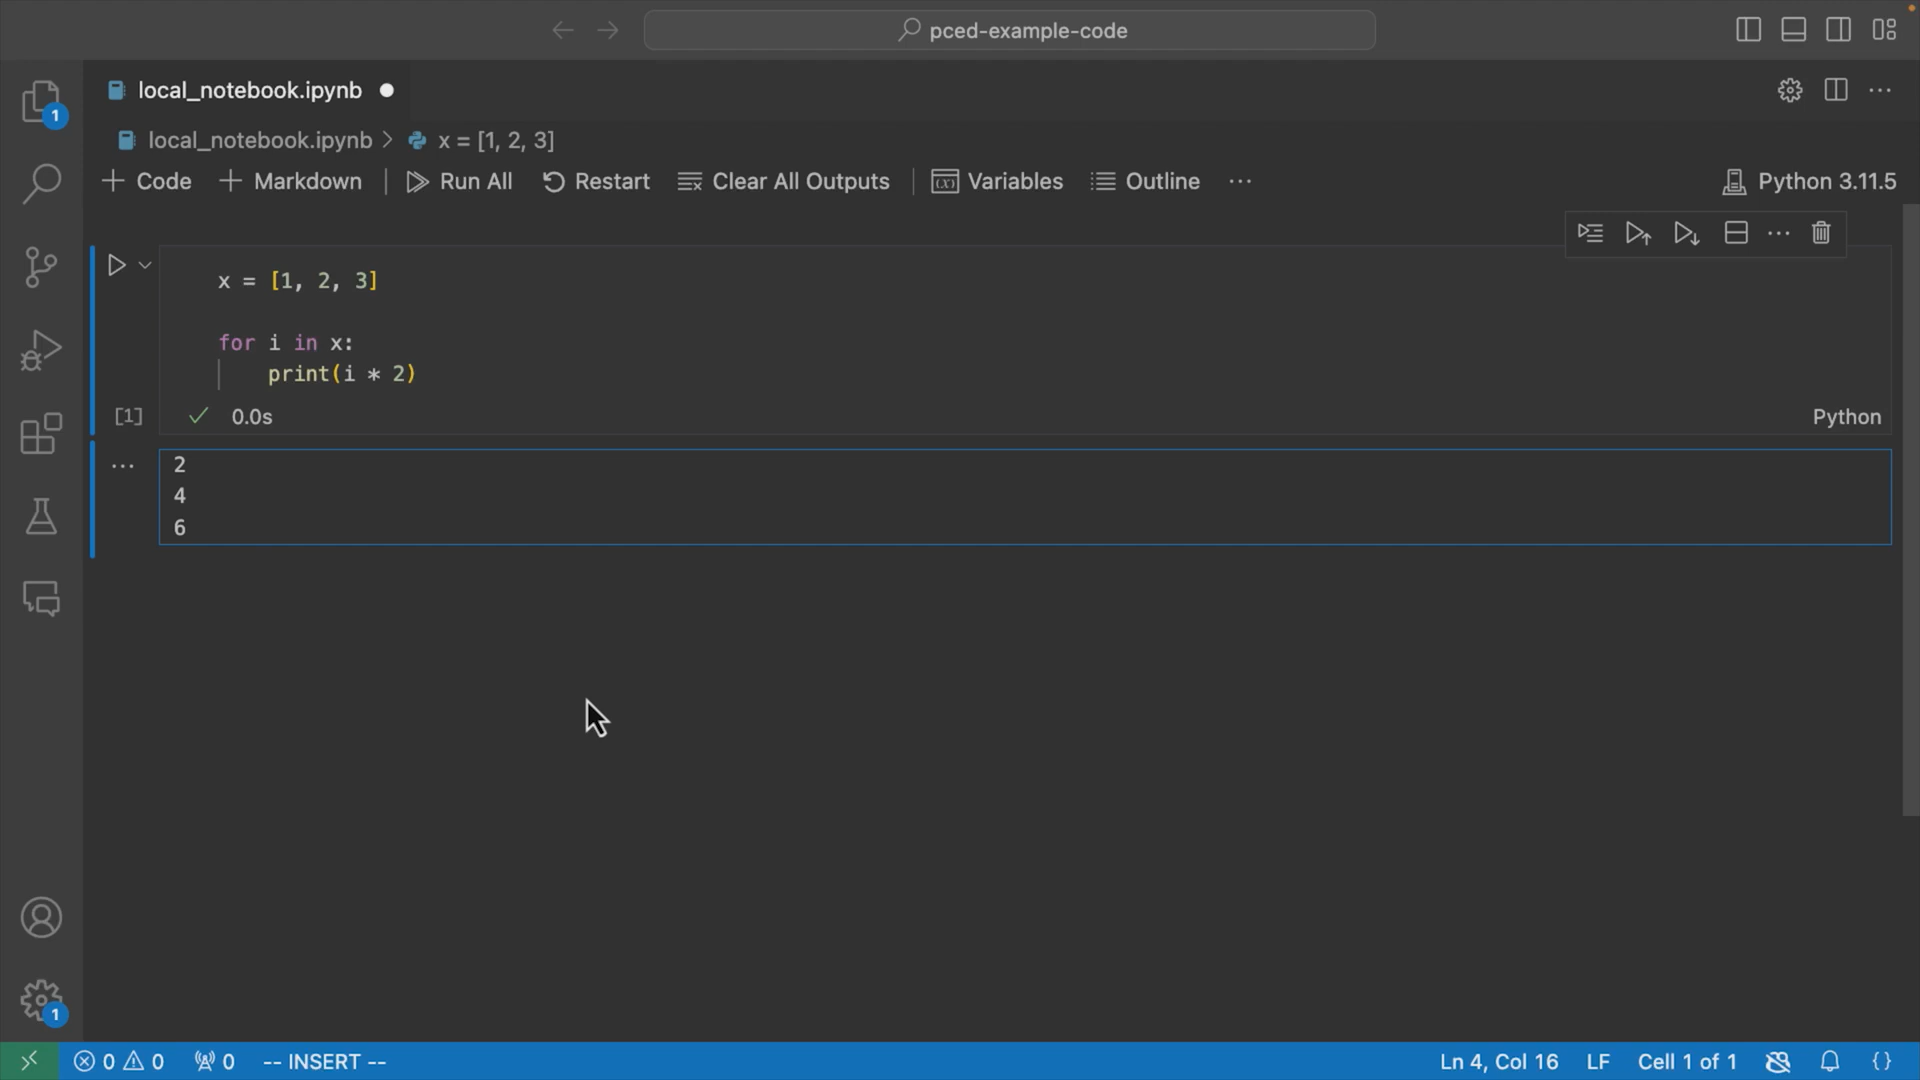 pced-example-code
local_notebook.ipynb
local_notebook.ipynb > x = [1, 2, 3]
+ Code + Markdown | Run All Restart Clear All Outputs | Variables Outline ...
Python 3.11.5
x = [1, 2, 3]
for i in x:
print(i * 2)
[1] ✓ 0.0s
Python
2
4
6
1
1
0 0 0 -- INSERT --
Ln 4, Col 16 LF Cell 1 of 1 {}